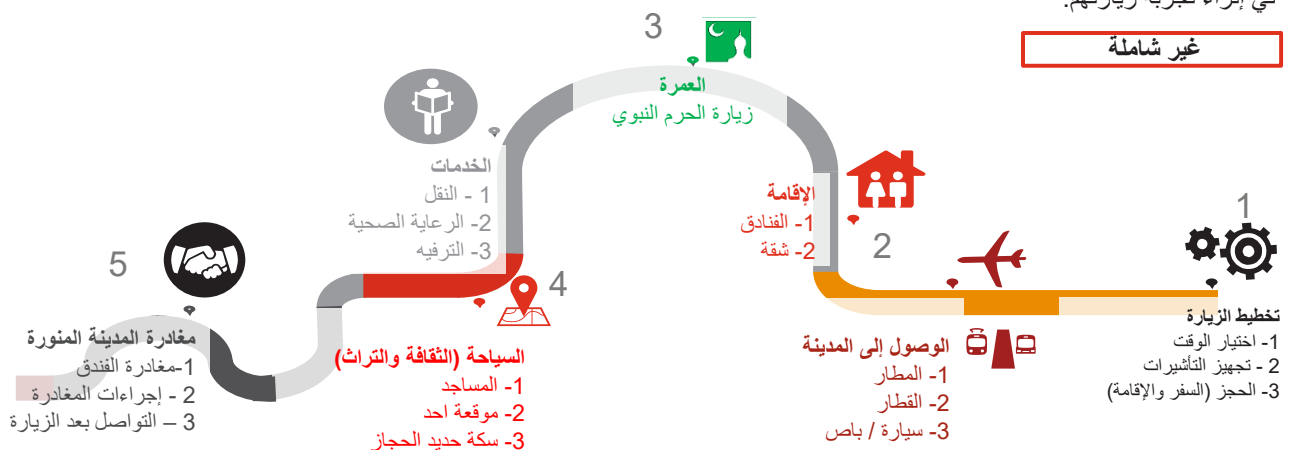 في إثراء تجربة زيارتهم.
غير شاملة
1
تخطيط الزيارة
1- اختيار الوقت
2 - تجهيز التأشيرات
3- الحجز (السفر والإقامة)
الوصول إلى المدينة
1- المطار
2- القطار
3- سيارة / باص
2
الإقامة
1- الفنادق
2- شقة
3
العمرة
زيارة الحرم النبوي
الخدمات
1 - النقل
2- الرعاية الصحية
3- الترفيه
4
السياحة (الثقافة والتراث)
1- المساجد
2- موقعة احد
3- سكة حديد الحجاز
5
مغادرة المدينة المنورة
1-مغادرة الفندق
2 - إجراءات المغادرة
3 – التواصل بعد الزيارة